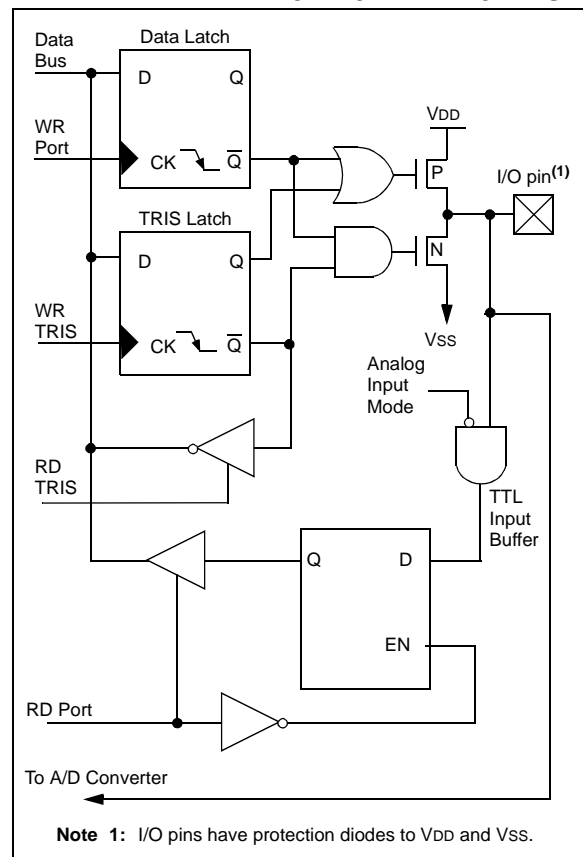 Data Latch
Data
Bus
D
Q
WR
Port
CK
Q
VDD
P
I/O pin(1)
TRIS Latch
D
Q
N
WR
TRIS
CK
Q
VSS
Analog
Input
Mode
RD
TRIS
TTL
Input
Buffer
Q
D
EN
RD Port
To A/D Converter
Note 1: I/O pins have protection diodes to VDD and VSS.